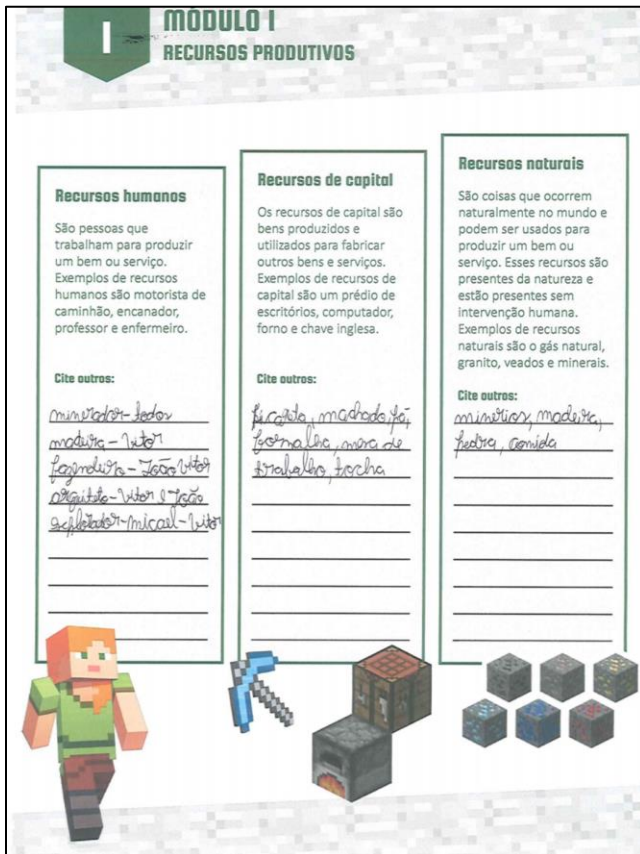 I
MÓDULO I
RECURSOS PRODUTIVOS
Recursos humanos
São pessoas que
trabalham para produzir
um bem ou serviço.
Exemplos de recursos
humanos são motorista de
caminhão, encanador,
professor e enfermeiro.
Cite outros:
minerador-todos
madeira-Vitor
fazendeiro-João Vitor
arquiteto-Vitor e João
explorador-micael-Vitor
Recursos de capital
Os recursos de capital são
bens produzidos e
utilizados para fabricar
outros bens e serviços.
Exemplos de recursos de
capital são um prédio de
escritórios, computador,
forno e chave inglesa.
Cite outros:
picareta, machado, pá,
fornalha, mesa de
trabalho, tocha
Recursos naturais
São coisas que ocorrem
naturalmente no mundo e
podem ser usados para
produzir um bem ou
serviço. Esses recursos são
presentes da natureza e
estão presentes sem
intervenção humana.
Exemplos de recursos
naturais são o gás natural,
granito, veados e minerais.
Cite outros:
minérios, madeira,
pedra, comida